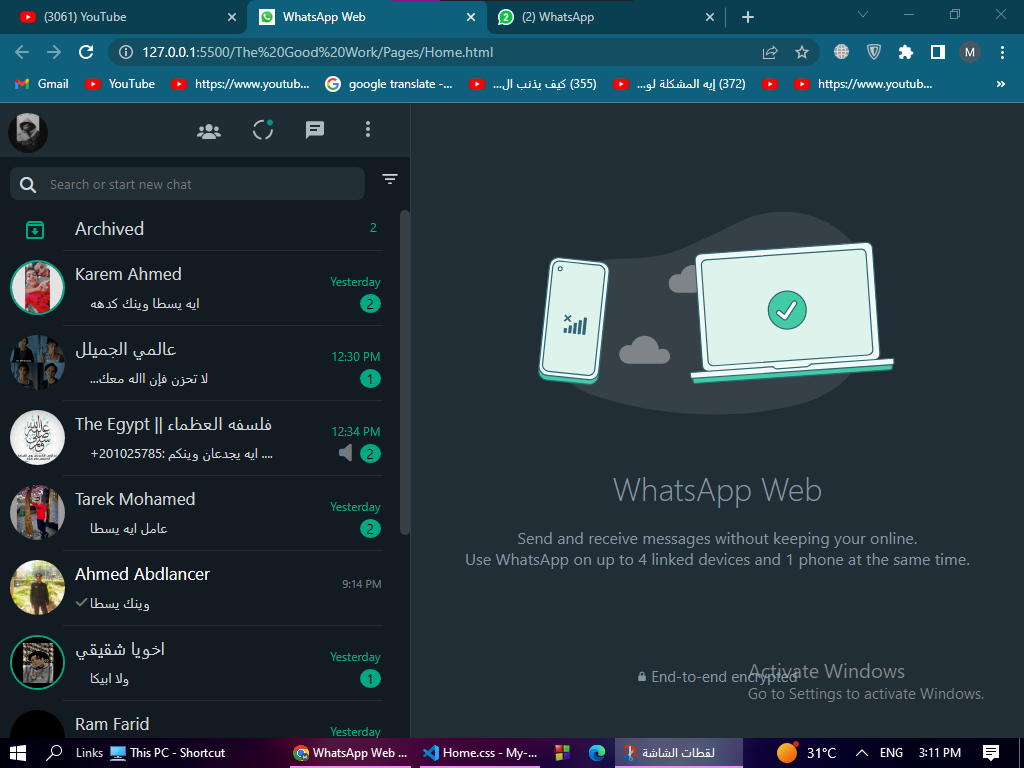 (3061) YouTube
WhatsApp Web
(2) WhatsApp
127.0.0.1:5500/The%20Good%20Work/Pages/Home.html
M
Gmail
YouTube
https://www.youtub...
google translate -...
(355) كيف يذنب ال...
(372) إيه المشكلة لو...
https://www.youtub...
»
Search or start new chat
Archived
2
Karem Ahmed
Yesterday
ايه يسطا وينك كدهه
2
عالمي الجميلل
12:30 PM
لا تحزن فإن االه معك...
1
The Egypt || فلسفه العظماء
12:34 PM
+201025785: ايه يجدعان وينكم ....
2
Tarek Mohamed
Yesterday
عامل ايه يسطا
2
Ahmed Abdlancer
9:14 PM
وينك يسطا
اخويا شقيقي
Yesterday
ولا ابيكا
1
Ram Farid
Yesterday
WhatsApp Web
Send and receive messages without keeping your online.
Use WhatsApp on up to 4 linked devices and 1 phone at the same time.
End-to-end encrypted
Activate Windows
Go to Settings to activate Windows.
Links
This PC - Shortcut
WhatsApp Web ...
Home.css - My-...
لقطات الشاشة
31°C
ENG
3:11 PM